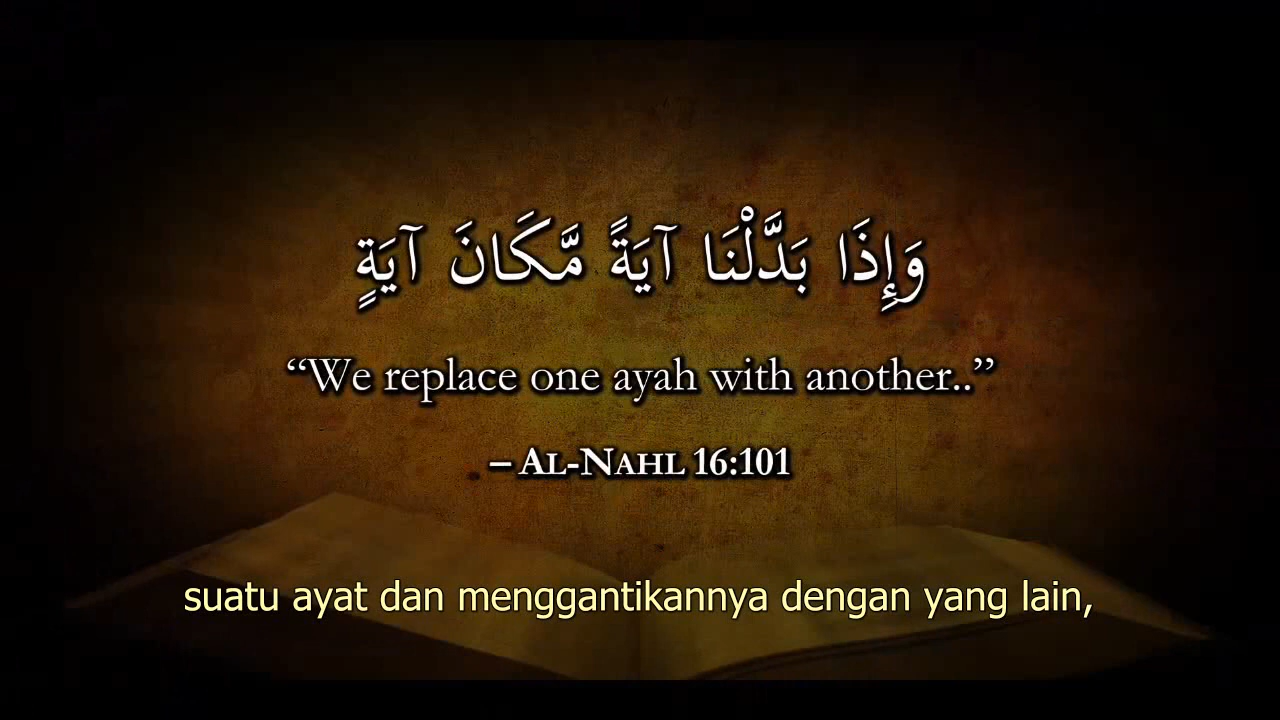 وَإِذَا بَدَّلْنَا آيَةً مَّكَانَ آيَةٍ
“We replace one ayah with another..”
– AL-NAHL 16:101
suatu ayat dan menggantikannya dengan yang lain,